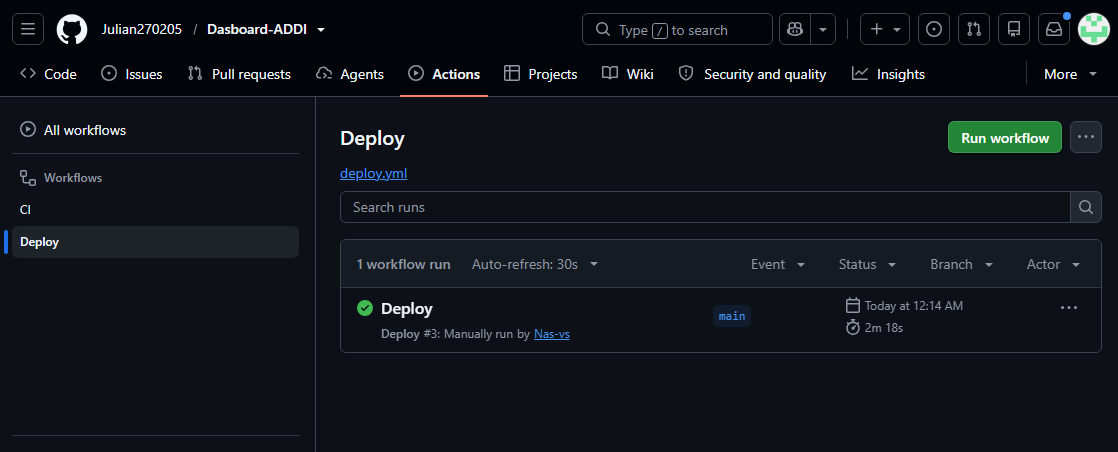 Julian270205 / Dasboard-ADDI
Type / to search
Code
Issues
Pull requests
Agents
Actions
Projects
Wiki
Security and quality
Insights
More
All workflows
Workflows
CI
Deploy
Deploy
Run workflow
deploy.yml
Search runs
1 workflow run
Auto-refresh: 30s
Event
Status
Branch
Actor
Deploy
Deploy #3: Manually run by Nas-vs
main
Today at 12:14 AM
2m 18s